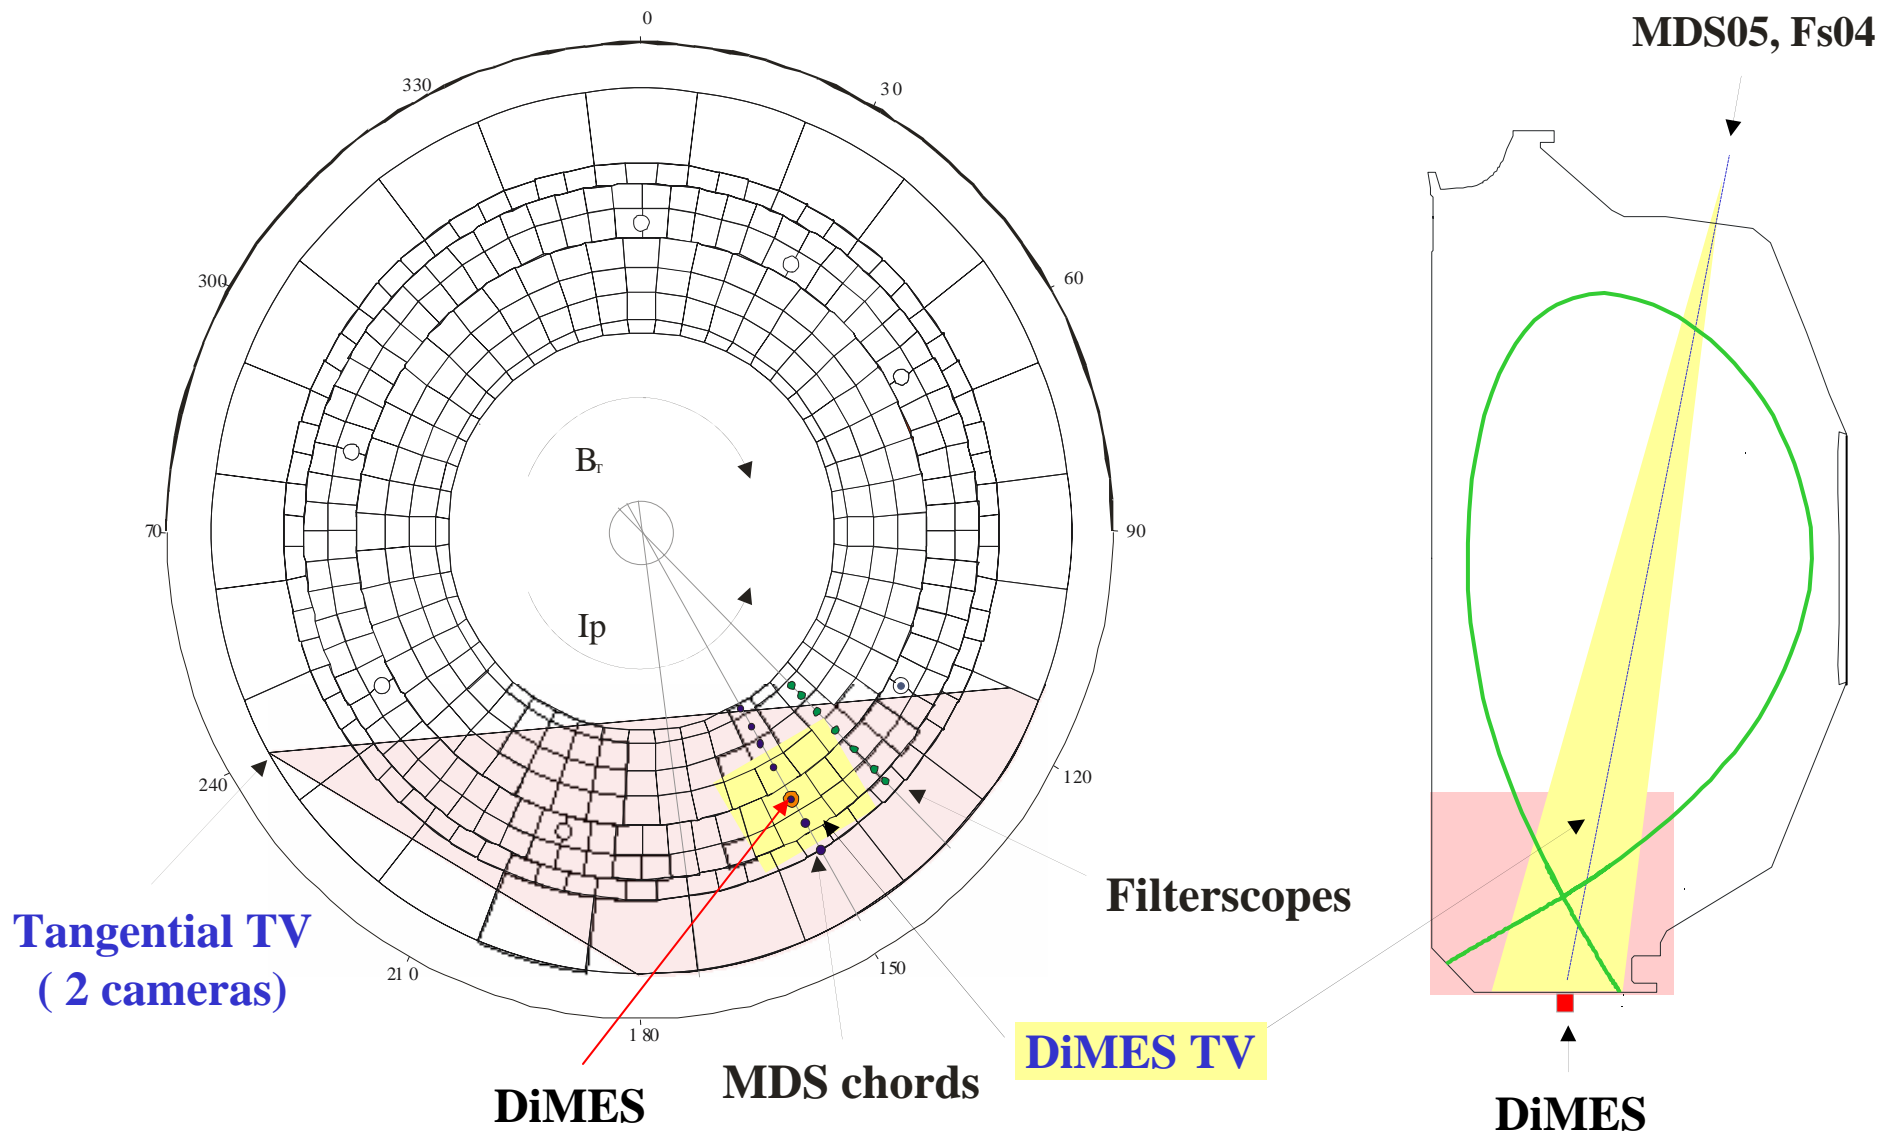 0
MDS05, Fs04
330
30
300
60
B_T
70
90
Ip
240
120
Filterscopes
Tangential TV
( 2 cameras)
21 0
150
1 80
DiMES TV
MDS chords
DiMES
DiMES